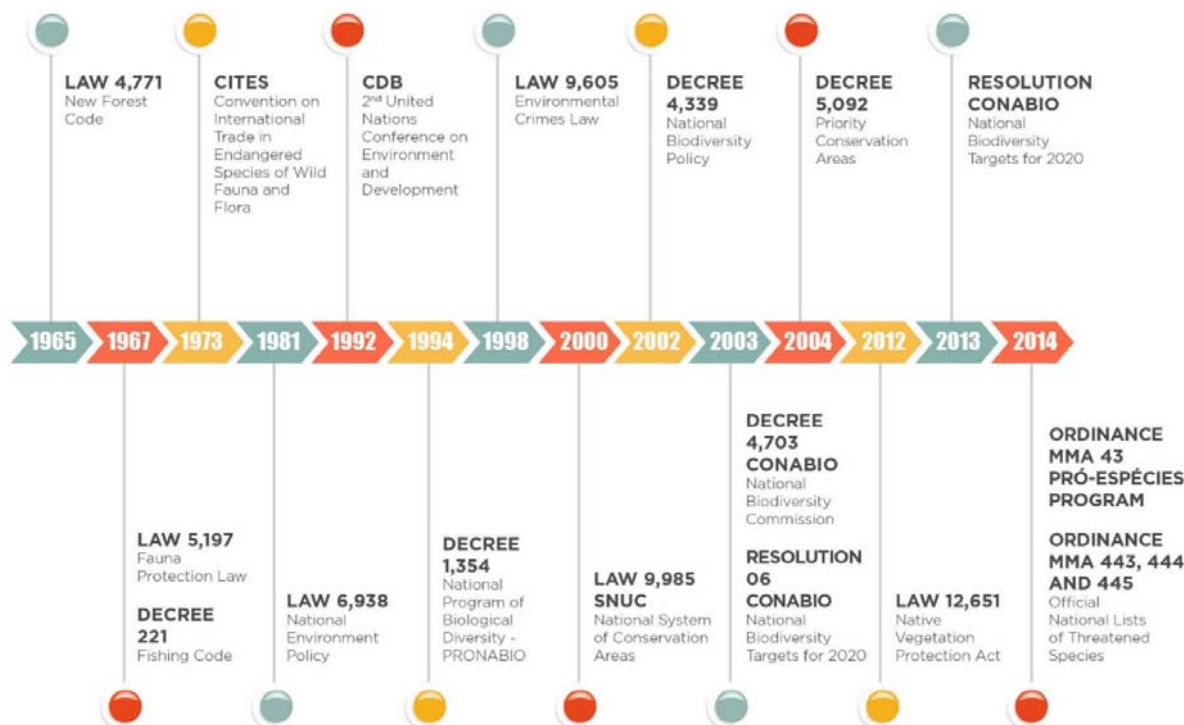 LAW 4,771
New Forest
Code
CITES
Convention on
International
Trade in
Endangered
Species of Wild
Fauna and
Flora
CDB
2nd United
Nations
Conference on
Environment
and
Development
LAW 9,605
Environmental
Crimes Law
DECREE
4,339
National
Biodiversity
Policy
DECREE
5,092
Priority
Conservation
Areas
RESOLUTION
CONABIO
National
Biodiversity
Targets for 2020
1965 1967 1973 1981 1992 1994 1998 2000 2002 2003 2004 2012 2013 2014
LAW 5,197
Fauna
Protection Law
DECREE
221
Fishing Code
LAW 6,938
National
Environment
Policy
DECREE
1,354
National
Program of
Biological
Diversity -
PRONABIO
LAW 9,985
SNUC
National System
of Conservation
Areas
DECREE
4,703
CONABIO
National
Biodiversity
Commission
RESOLUTION
06
CONABIO
National
Biodiversity
Targets for 2020
LAW 12,651
Native
Vegetation
Protection Act
ORDINANCE
MMA 43
PRÓ-ESPÉCIES
PROGRAM
ORDINANCE
MMA 443, 444
AND 445
Official
National Lists
of Threatened
Species